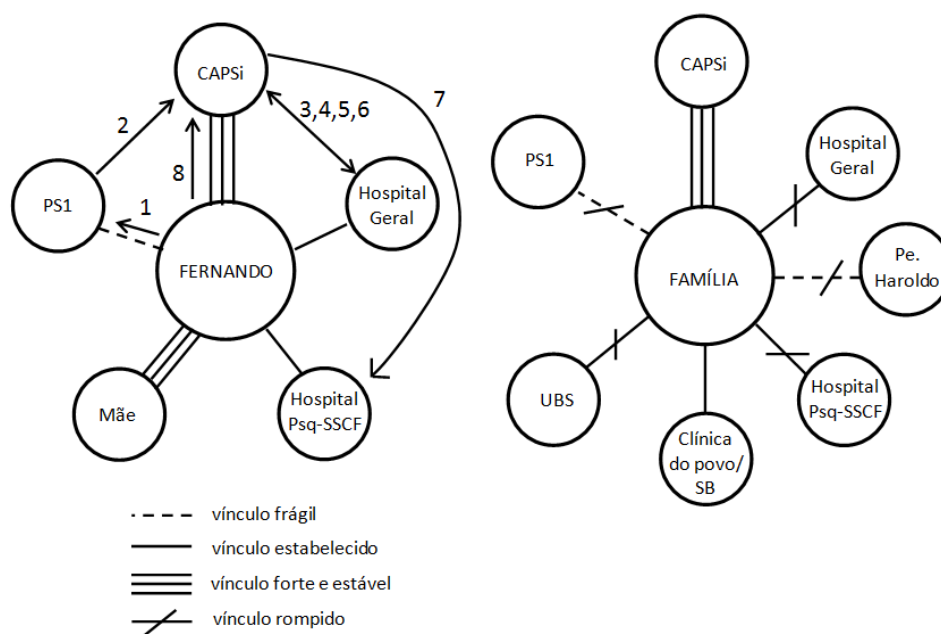 CAPSi
7
2
3,4,5,6
8
PS1
1
Hospital
Geral
FERNANDO
Mãe
Hospital
Psq-SSCF
CAPSi
PS1
Hospital
Geral
FAMÍLIA
Pe.
Haroldo
UBS
Clínica
do povo/
SB
Hospital
Psq-SSCF
vínculo frágil
vínculo estabelecido
vínculo forte e estável
vínculo rompido